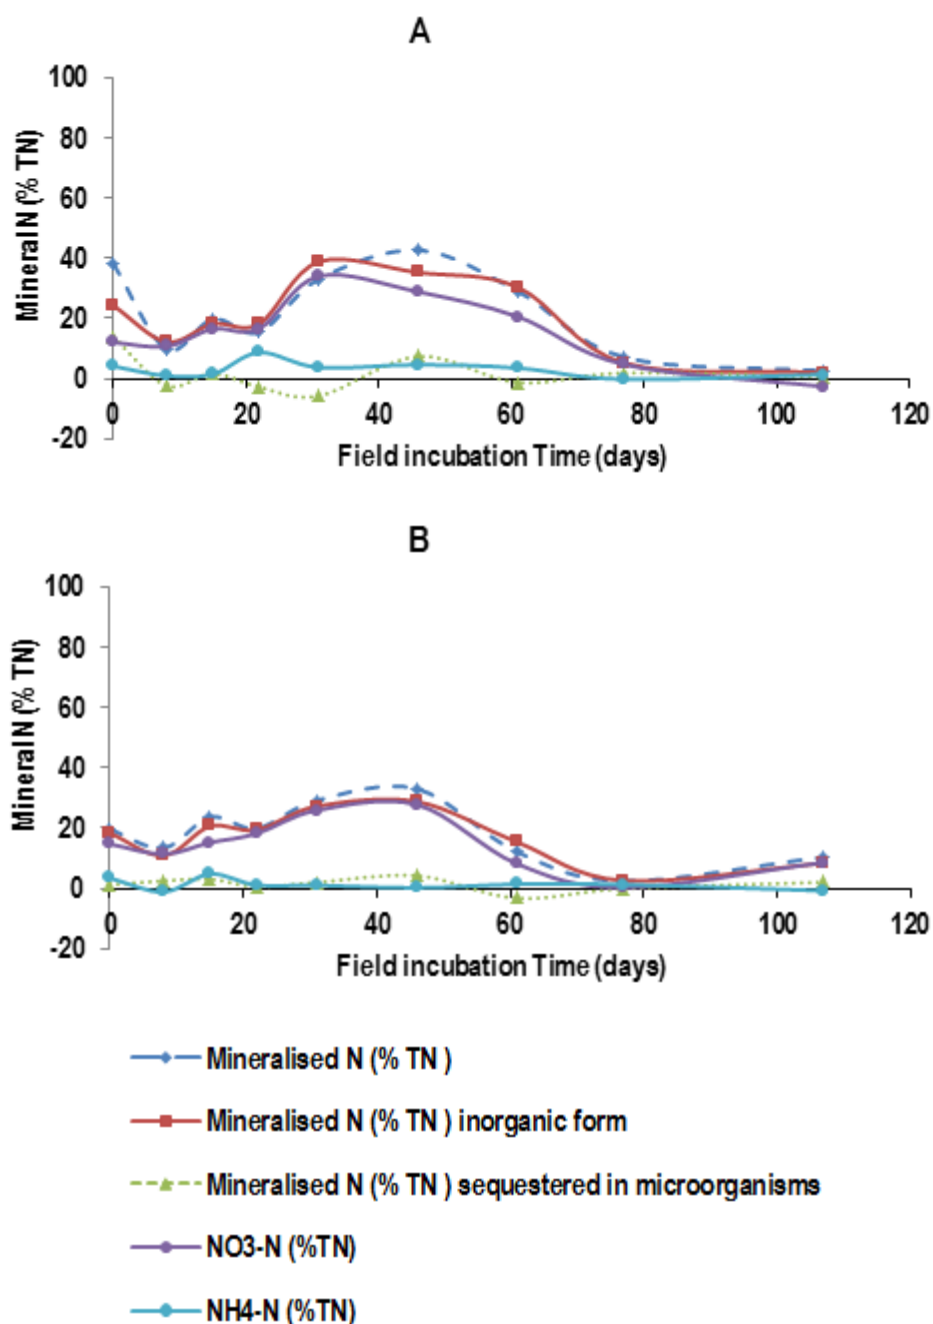 A
100
80
60
40
20
0
-20
Mineral N (% TN)
0 20 40 60 80 100 120
Field incubation Time (days)
B
100
80
60
40
20
0
-20
Mineral N (% TN)
0 20 40 60 80 100 120
Field incubation Time (days)
Mineralised N (% TN )
Mineralised N (% TN ) inorganic form
Mineralised N (% TN ) sequestered in microorganisms
NO3-N (%TN)
NH4-N (%TN)